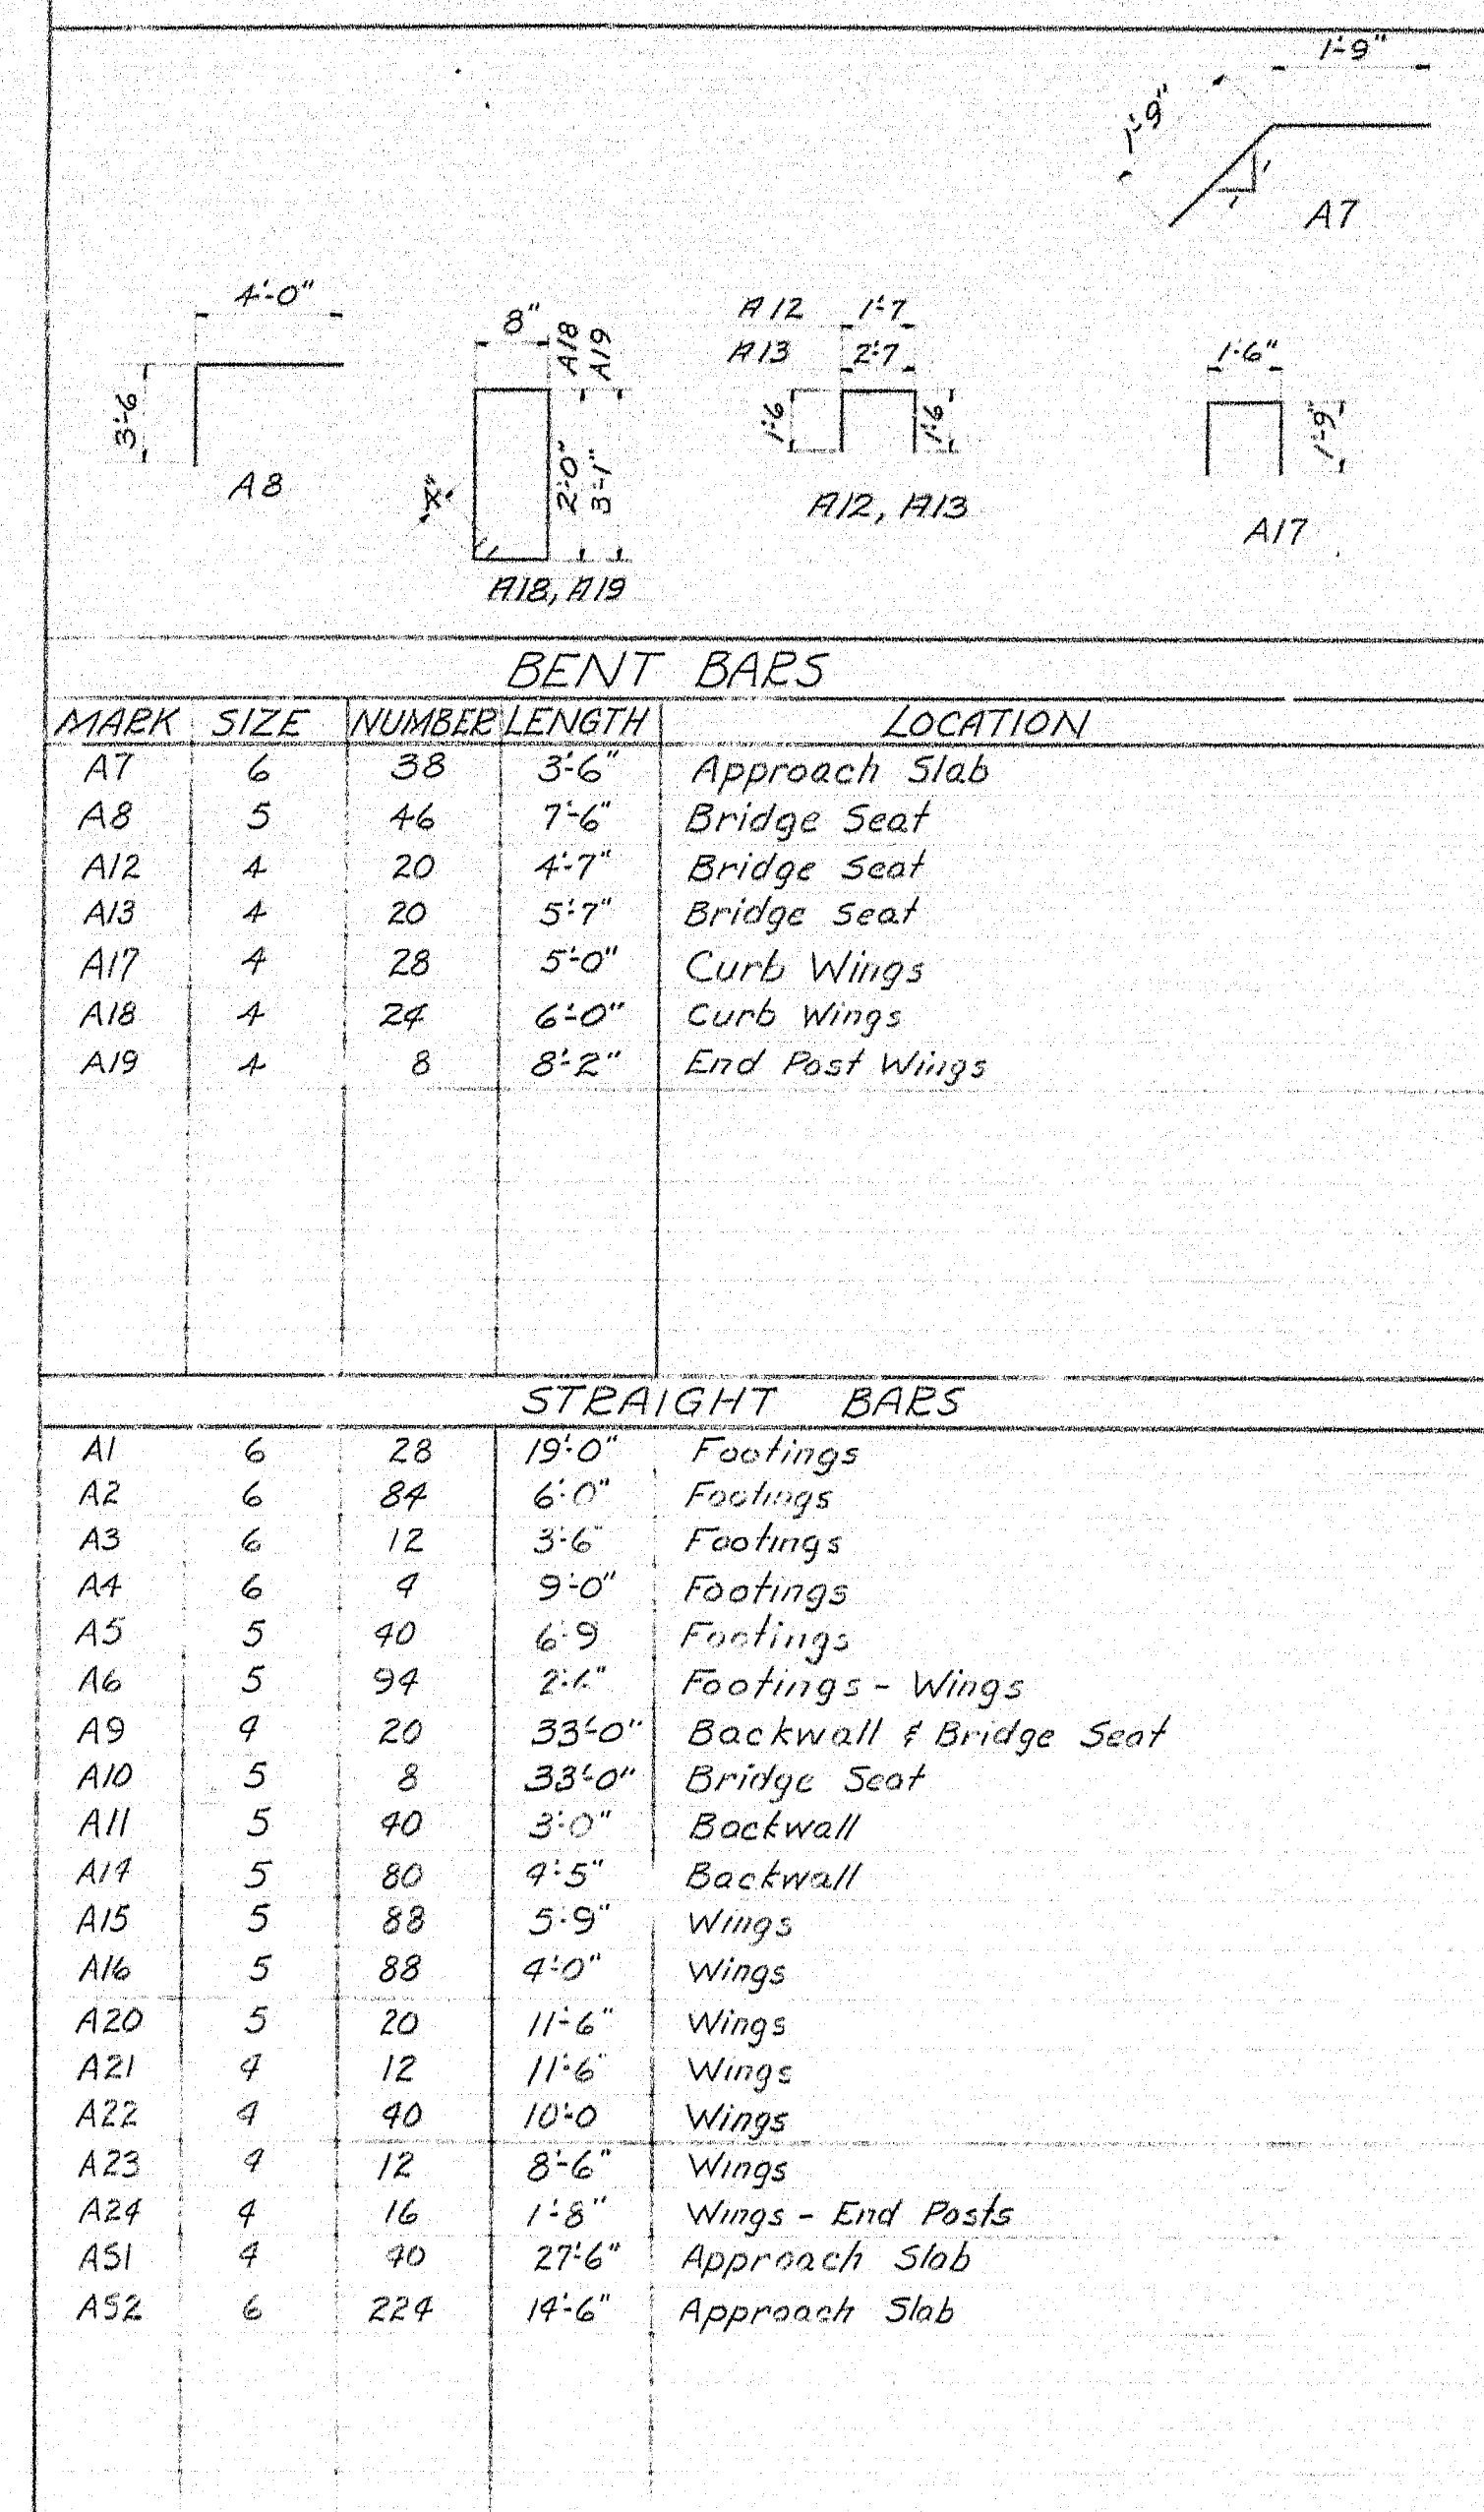 1'-9"
1'-9"
1
1
A7
4'-0"
3'-6
A8
8"
A18
A19
2'-0"
3'-1"
4"
A18, A19
A12 1'-7
A13 2'-7
1'-6
1'-6
A12, A13
1'-6"
1'-9"
A17
BENT BARS
MARK SIZE NUMBER LENGTH LOCATION
A7 6 38 3'-6" Approach Slab
A8 5 46 7'-6" Bridge Seat
A12 4 20 4'-7" Bridge Seat
A13 4 20 5'-7" Bridge Seat
A17 4 28 5'-0" Curb Wings
A18 4 24 6'-0" Curb Wings
A19 4 8 8'-2" End Post Wings
STRAIGHT BARS
A1 6 28 19'-0" Footings
A2 6 84 6'-0" Footings
A3 6 12 3'-6" Footings
A4 6 4 9'-0" Footings
A5 5 40 6'-9 Footings
A6 5 94 Footings - Wings
A9 4 20 33'-0" Backwall & Bridge Seat
A10 5 8 33'-0" Bridge Seat
A11 5 40 3'-0" Backwall
A14 5 80 4'-5" Backwall
A15 5 88 5'-9" Wings
A16 5 88 4'-0" Wings
A20 5 20 11'-6" Wings
A21 4 12 11'-6" Wings
A22 4 40 10'-0 Wings
A23 4 12 8'-6" Wings
A24 4 16 1'-8" Wings - End Posts
AS1 4 40 27'-6" Approach Slab
AS2 6 224 14'-6" Approach Slab